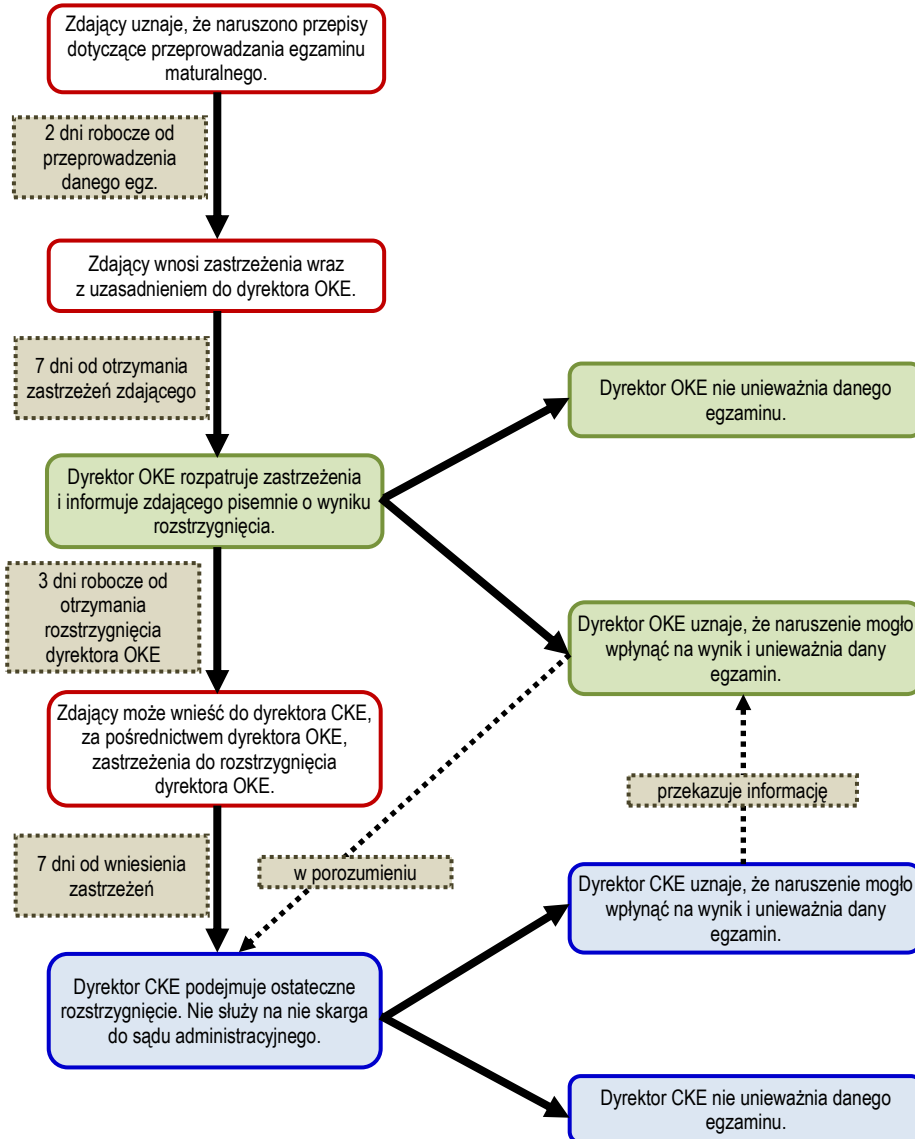 Zdający uznaje, że naruszono przepisy
dotyczące przeprowadzania egzaminu
maturalnego.
2 dni robocze od
przeprowadzenia
danego egz.
Zdający wnosi zastrzeżenia wraz
z uzasadnieniem do dyrektora OKE.
7 dni od otrzymania
zastrzeżeń zdającego
Dyrektor OKE nie unieważnia danego
egzaminu.
Dyrektor OKE rozpatruje zastrzeżenia
i informuje zdającego pisemnie o wyniku
rozstrzygnięcia.
3 dni robocze od
otrzymania
rozstrzygnięcia
dyrektora OKE
Dyrektor OKE uznaje, że naruszenie mogło
wpłynąć na wynik i unieważnia dany
egzamin.
Zdający może wnieść do dyrektora CKE,
za pośrednictwem dyrektora OKE,
zastrzeżenia do rozstrzygnięcia
dyrektora OKE.
przekazuje informację
7 dni od wniesienia
zastrzeżeń
w porozumieniu
Dyrektor CKE uznaje, że naruszenie mogło
wpłynąć na wynik i unieważnia dany
egzamin.
Dyrektor CKE podejmuje ostateczne
rozstrzygnięcie. Nie służy na nie skarga
do sądu administracyjnego.
Dyrektor CKE nie unieważnia danego
egzaminu.